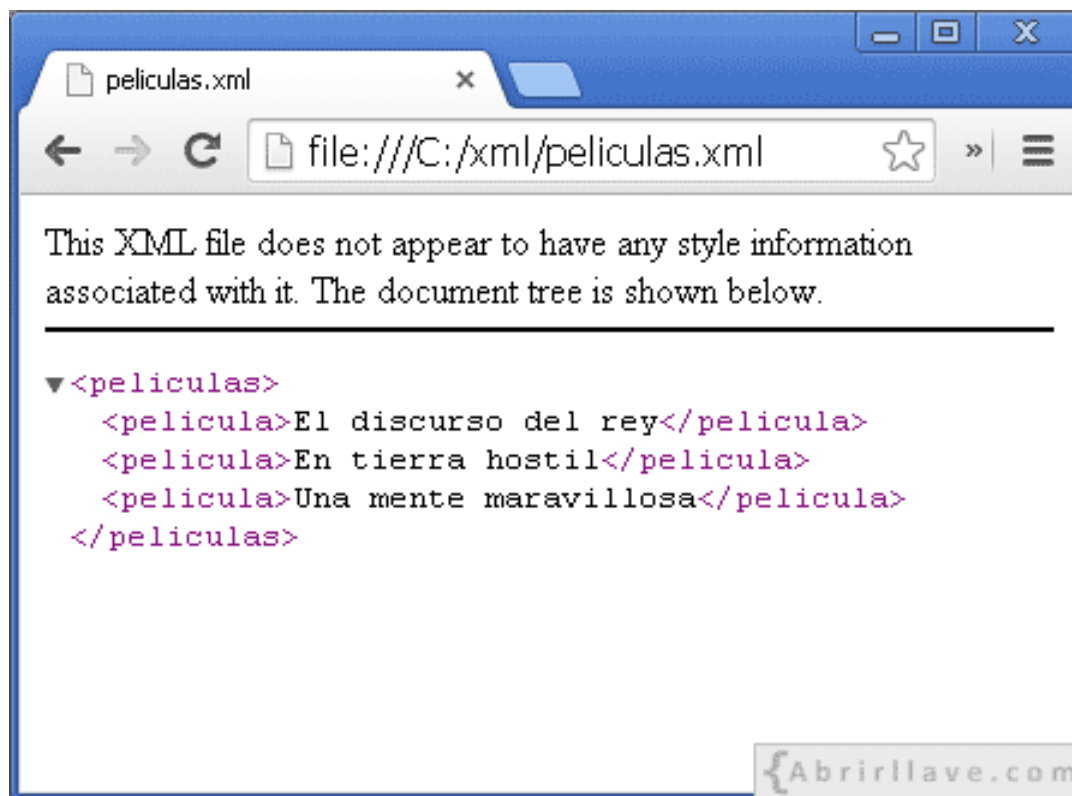 peliculas.xml
file:///C:/xml/peliculas.xml
This XML file does not appear to have any style information
associated with it. The document tree is shown below.
<peliculas>
<pelicula>El discurso del rey</pelicula>
<pelicula>En tierra hostil</pelicula>
<pelicula>Una mente maravillosa</pelicula>
</peliculas>
{Abrirllave.com